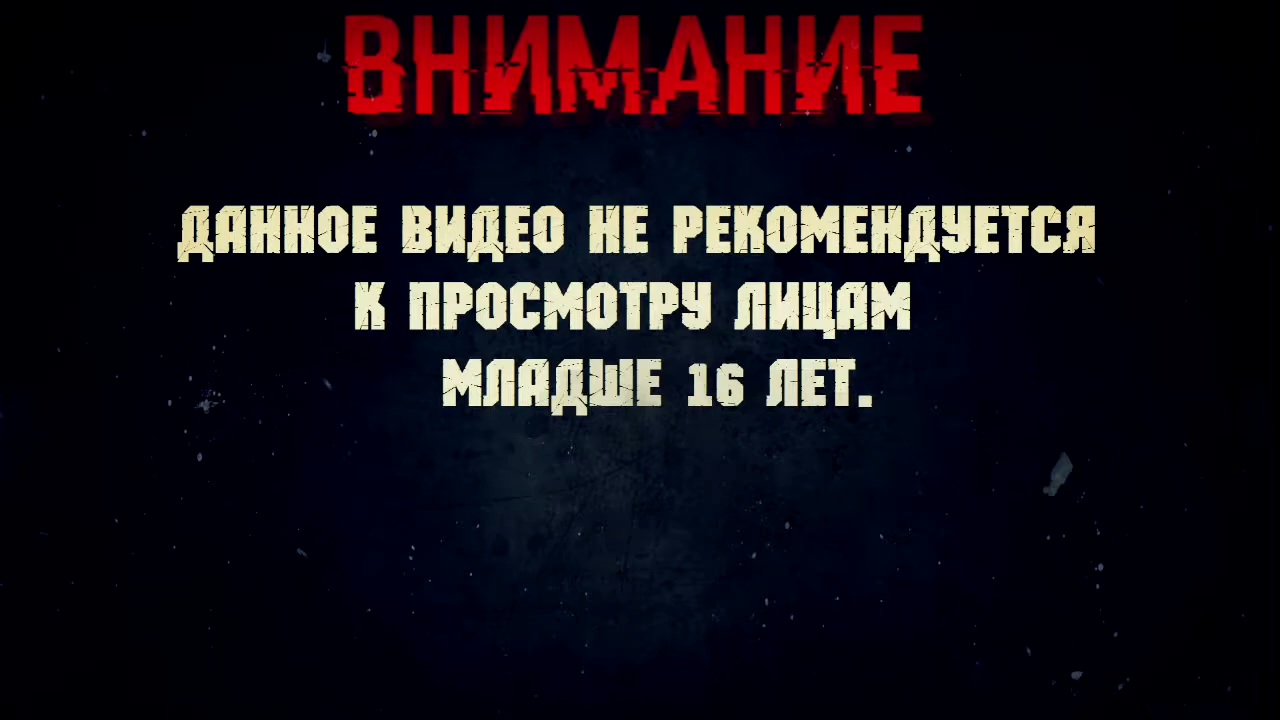 ВНИМАНИЕ
ДАННОЕ ВИДЕО НЕ РЕКОМЕНДУЕТСЯ
К ПРОСМОТРУ ЛИЦАМ
МЛАДШЕ 16 ЛЕТ.